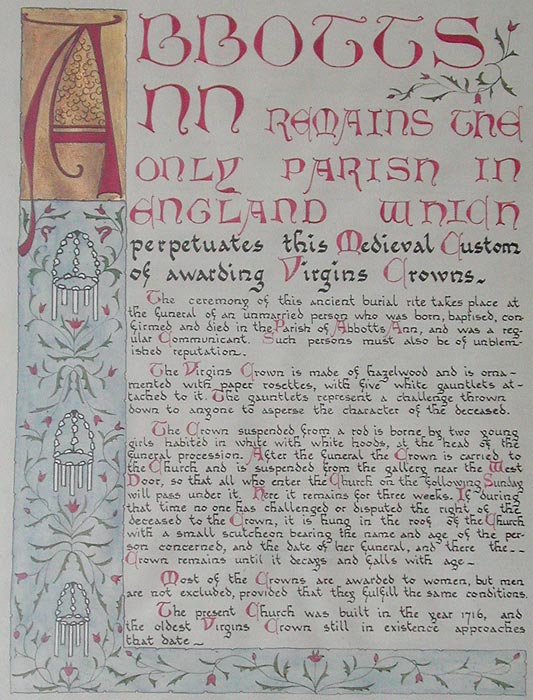 ABBOTTS
ANN REMAINS THE
ONLY PARISH IN
ENGLAND WHICH
perpetuates this Medieval Custom
of awarding Virgins Crowns~
The ceremony of this ancient burial rite takes place at
the funeral of an unmarried person who was born, baptised, con-
firmed and died in the Parish of Abbotts Ann, and was a reg-
ular Communicant. Such persons must also be of unblem-
ished reputation.
The Virgins Crown is made of hazelwood and is orna-
mented with paper rosettes, with five white gauntlets at-
tached to it. The gauntlets represent a challenge thrown
down to anyone to asperse the character of the deceased.
The Crown suspended from a rod is borne by two young
girls habited in white with white hoods, at the head of the
funeral procession. After the funeral the Crown is carried to
the Church and is suspended from the gallery near the West
Door, so that all who enter the Church on the following Sunday
will pass under it. Here it remains for three weeks. If during
that time no one has challenged or disputed the right of the
deceased to the Crown, it is hung in the roof of the Church
with a small scutcheon bearing the name and age of the per-
son concerned, and the date of her funeral, and there the--
Crown remains until it decays and falls with age~
Most of the Crowns are awarded to women, but men
are not excluded, provided that they fulfill the same conditions.
The present Church was built in the year 1716, and
the oldest Virgins Crown still in existence approaches
that date~